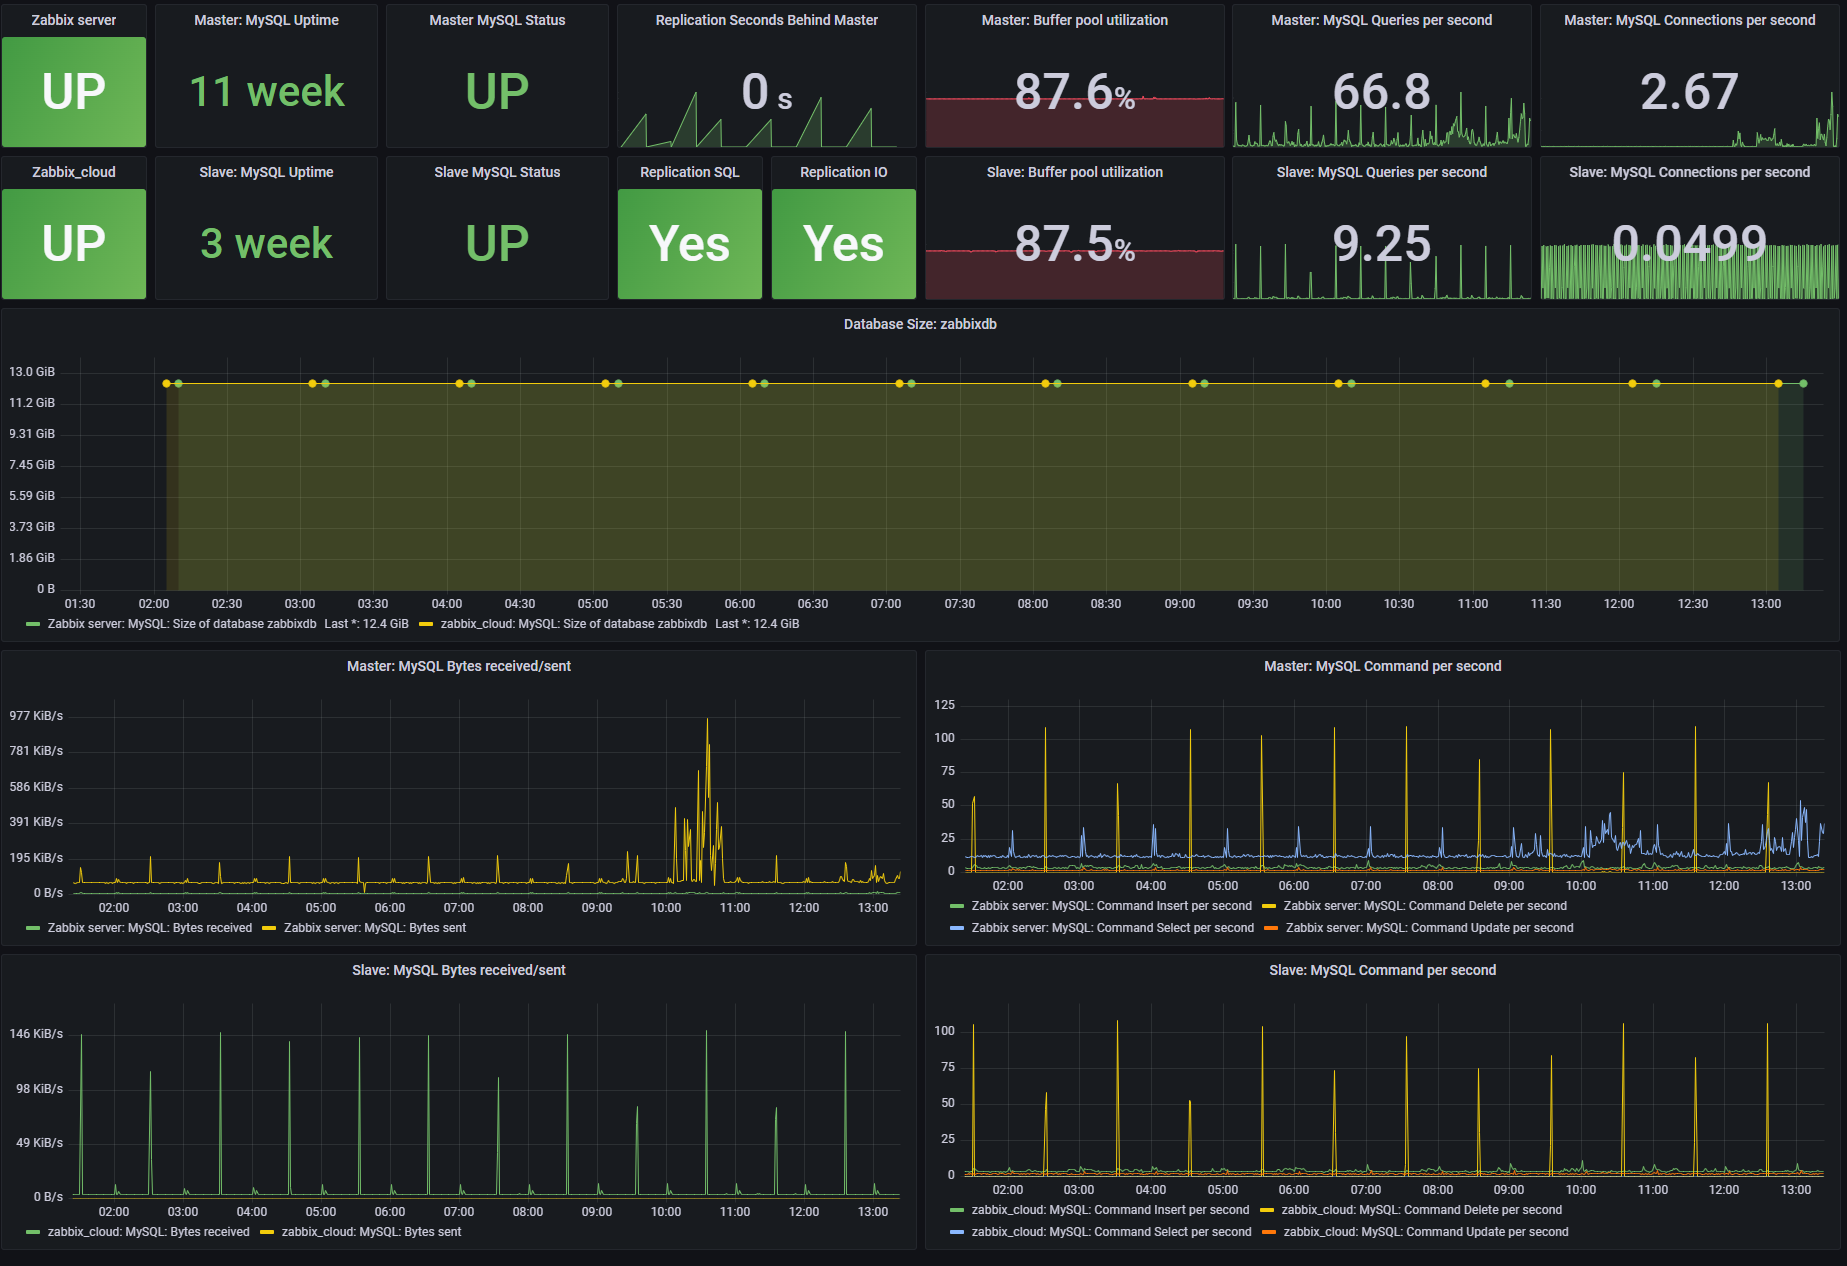 Zabbix server
UP
Master: MySQL Uptime
11 week
Master MySQL Status
UP
Replication Seconds Behind Master
0 s
Master: Buffer pool utilization
87.6%
Master: MySQL Queries per second
66.8
Master: MySQL Connections per second
2.67
Zabbix_cloud
UP
Slave: MySQL Uptime
3 week
Slave MySQL Status
UP
Replication SQL
Yes
Replication IO
Yes
Slave: Buffer pool utilization
87.5%
Slave: MySQL Queries per second
9.25
Slave: MySQL Connections per second
0.0499
Database Size: zabbixdb
13.0 GiB
11.2 GiB
9.31 GiB
7.45 GiB
5.59 GiB
3.73 GiB
1.86 GiB
0 B
01:30 02:00 02:30 03:00 03:30 04:00 04:30 05:00 05:30 06:00 06:30 07:00 07:30 08:00 08:30 09:00 09:30 10:00 10:30 11:00 11:30 12:00 12:30 13:00
Zabbix server: MySQL: Size of database zabbixdb Last *: 12.4 GiB zabbix_cloud: MySQL: Size of database zabbixdb Last *: 12.4 GiB
Master: MySQL Bytes received/sent
977 KiB/s
781 KiB/s
586 KiB/s
391 KiB/s
195 KiB/s
0 B/s
02:00 03:00 04:00 05:00 06:00 07:00 08:00 09:00 10:00 11:00 12:00 13:00
Zabbix server: MySQL: Bytes received Zabbix server: MySQL: Bytes sent
Master: MySQL Command per second
125
100
75
50
25
0
02:00 03:00 04:00 05:00 06:00 07:00 08:00 09:00 10:00 11:00 12:00 13:00
Zabbix server: MySQL: Command Insert per second Zabbix server: MySQL: Command Delete per second
Zabbix server: MySQL: Command Select per second Zabbix server: MySQL: Command Update per second
Slave: MySQL Bytes received/sent
146 KiB/s
98 KiB/s
49 KiB/s
0 B/s
02:00 03:00 04:00 05:00 06:00 07:00 08:00 09:00 10:00 11:00 12:00 13:00
zabbix_cloud: MySQL: Bytes received zabbix_cloud: MySQL: Bytes sent
Slave: MySQL Command per second
100
75
50
25
0
02:00 03:00 04:00 05:00 06:00 07:00 08:00 09:00 10:00 11:00 12:00 13:00
zabbix_cloud: MySQL: Command Insert per second zabbix_cloud: MySQL: Command Delete per second
zabbix_cloud: MySQL: Command Select per second zabbix_cloud: MySQL: Command Update per second